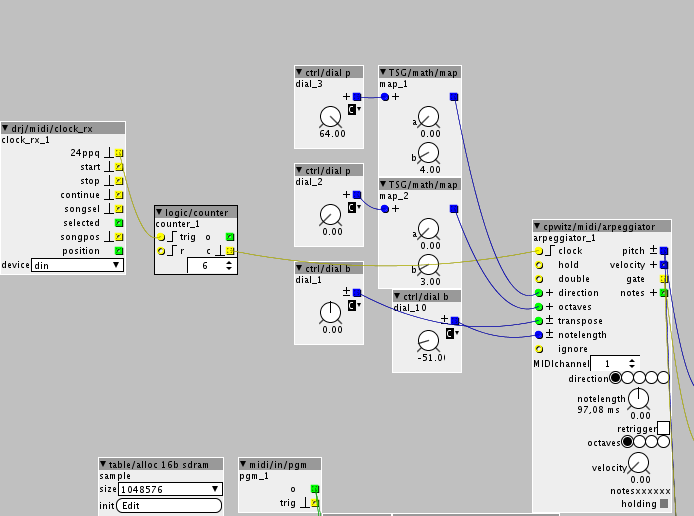 drj/midi/clock_rx
clock_rx_1
24ppq
start
stop
continue
songsel
selected
songpos
position
device din
logic/counter
counter_1
trig o
r c
6
ctrl/dial p
dial_3
+
C
64.00
TSG/math/map
map_1
+
a
0.00
b
4.00
ctrl/dial p
dial_2
+
C
0.00
TSG/math/map
map_2
+
a
0.00
b
3.00
ctrl/dial b
dial_1
±
0.00
ctrl/dial b
dial_10
±
C
-51.0
cpwitz/midi/arpeggiator
arpeggiator_1
clock pitch ±
hold velocity +
double gate
+ direction notes +
+ octaves
± transpose
± notelength
ignore
MIDIchannel 1
direction
notelength
97,08 ms 0.00
retrigger
octaves
velocity
0.00
notesxxxxxx
holding
table/alloc 16b sdram
sample
size 1048576
init Edit
midi/in/pgm
pgm_1
o
trig